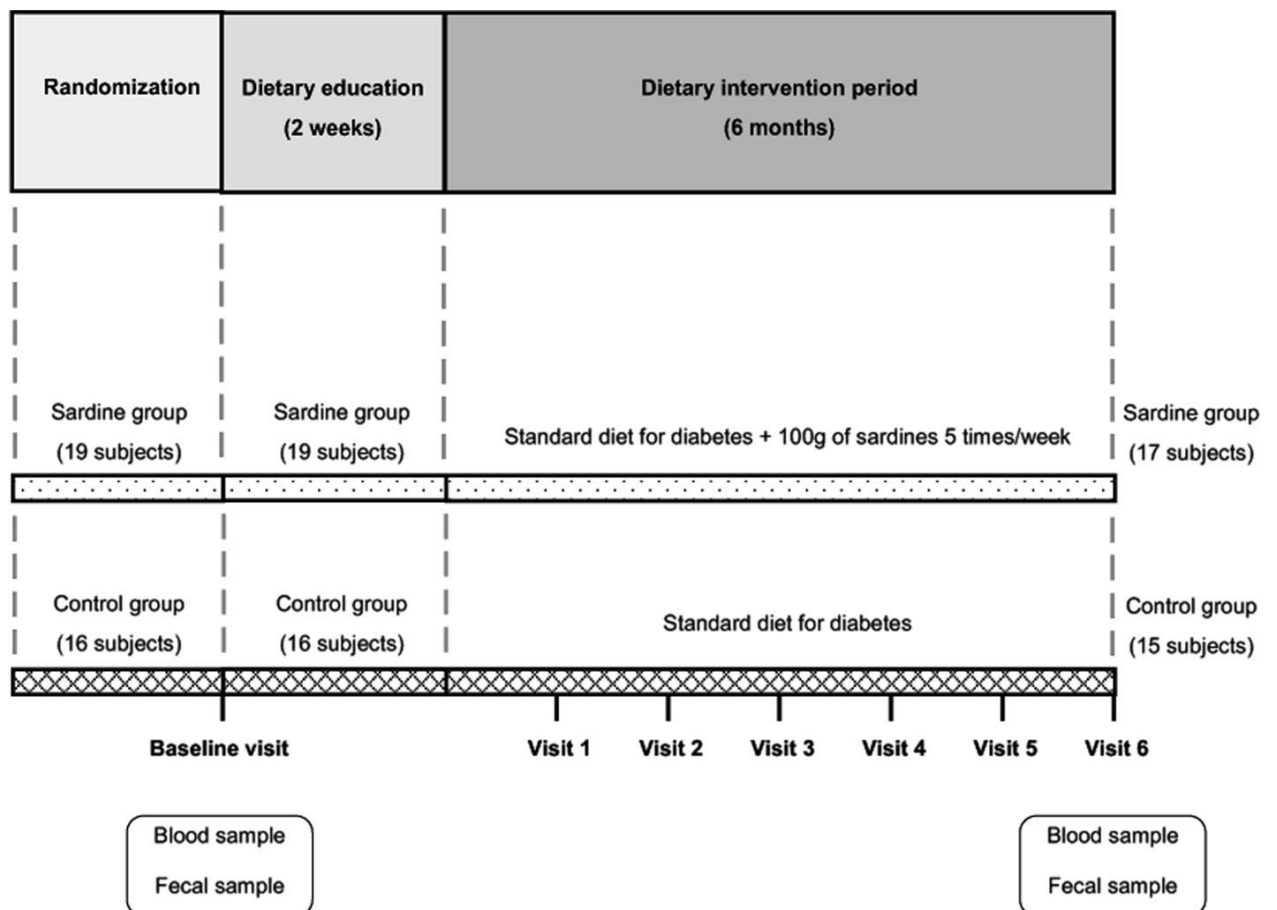 Randomization
Dietary education
(2 weeks)
Dietary intervention period
(6 months)
Sardine group
(19 subjects)
Sardine group
(19 subjects)
Standard diet for diabetes + 100g of sardines 5 times/week
Sardine group
(17 subjects)
Control group
(16 subjects)
Control group
(16 subjects)
Standard diet for diabetes
Control group
(15 subjects)
Baseline visit
Visit 1
Visit 2
Visit 3
Visit 4
Visit 5
Visit 6
Blood sample
Fecal sample
Blood sample
Fecal sample